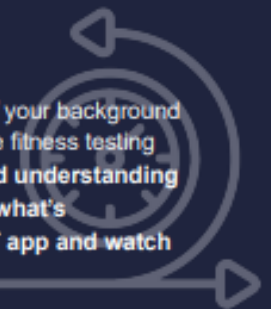 your background
fitness testing
understanding
what's
app and watch